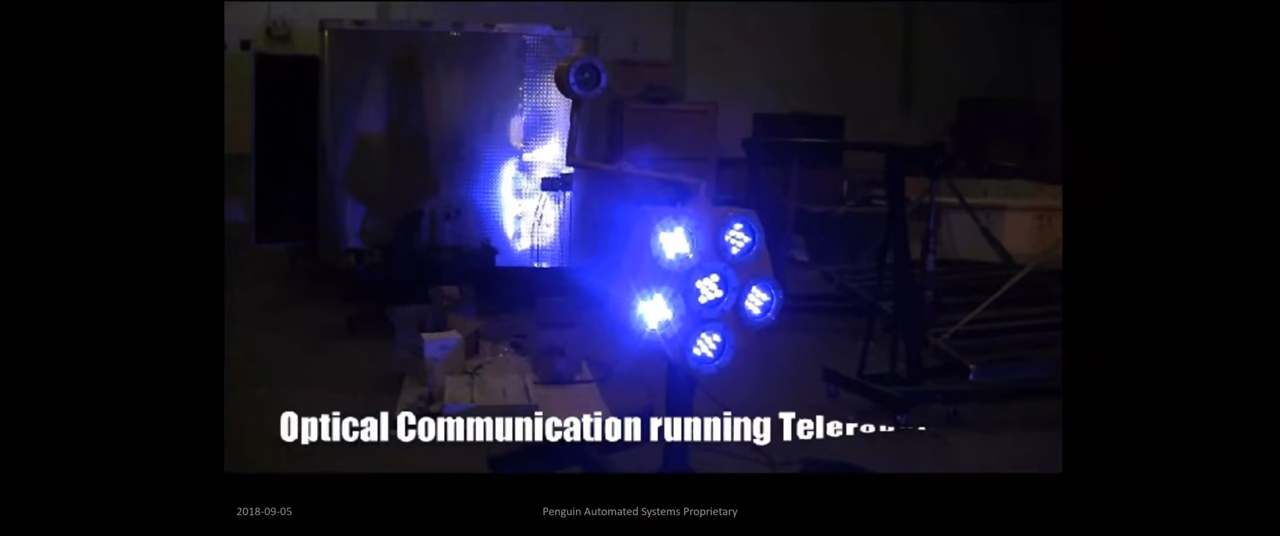 Optical Communication running
2018-09-05
Penguin Automated Systems Proprietary